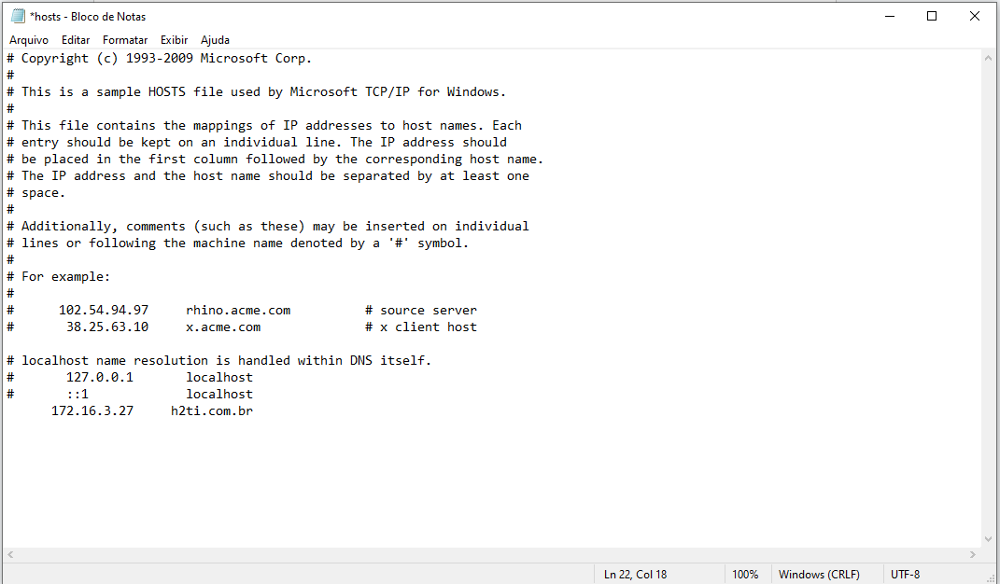 *hosts - Bloco de Notas
Arquivo Editar Formatar Exibir Ajuda
# Copyright (c) 1993-2009 Microsoft Corp.
#
# This is a sample HOSTS file used by Microsoft TCP/IP for Windows.
#
# This file contains the mappings of IP addresses to host names. Each
# entry should be kept on an individual line. The IP address should
# be placed in the first column followed by the corresponding host name.
# The IP address and the host name should be separated by at least one
# space.
#
# Additionally, comments (such as these) may be inserted on individual
# lines or following the machine name denoted by a '#' symbol.
#
# For example:
#
#      102.54.94.97     rhino.acme.com          # source server
#       38.25.63.10     x.acme.com              # x client host

# localhost name resolution is handled within DNS itself.
#       127.0.0.1       localhost
#       ::1             localhost
      172.16.3.27     h2ti.com.br
Ln 22, Col 18 100% Windows (CRLF) UTF-8